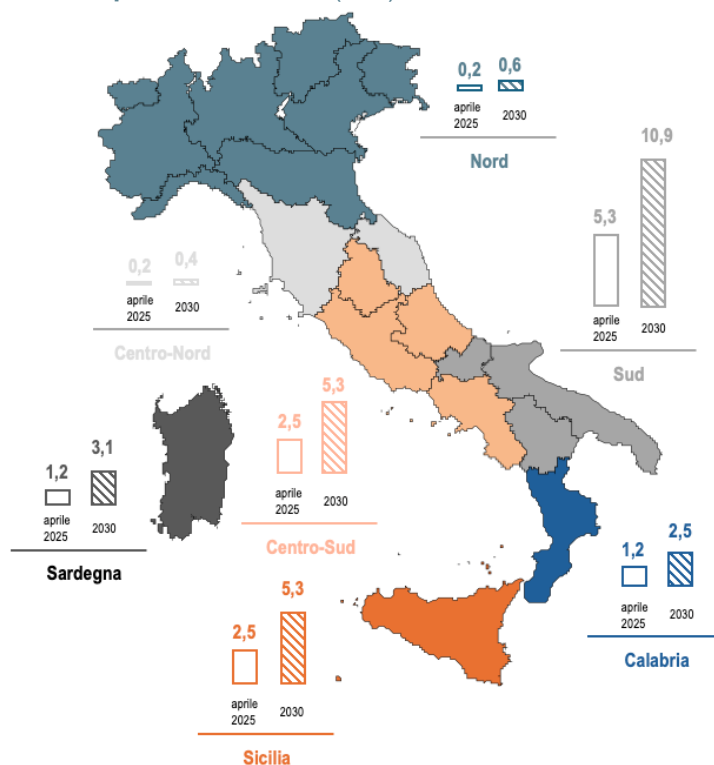 0,2 0,6
aprile 2025 2030
Nord
10,9
5,3
aprile 2025 2030
Sud
0,2 0,4
aprile 2025 2030
Centro-Nord
5,3
2,5
aprile 2025 2030
Centro-Sud
3,1
1,2
aprile 2025 2030
Sardegna
2,5
1,2
aprile 2025 2030
Calabria
5,3
2,5
aprile 2025 2030
Sicilia